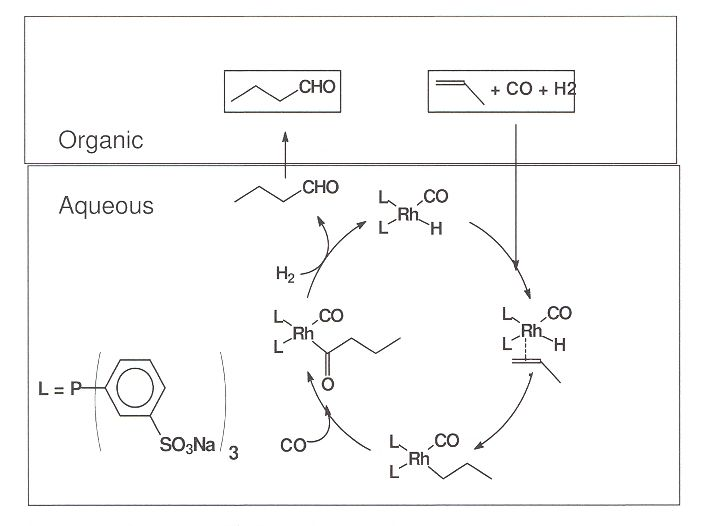 CHO
+ CO + H2
Organic
Aqueous
CHO
L CO
Rh
L H
H₂
L CO
Rh
L
O
L CO
Rh
L H
L = P
SO₃Na
3
CO
L CO
Rh
L